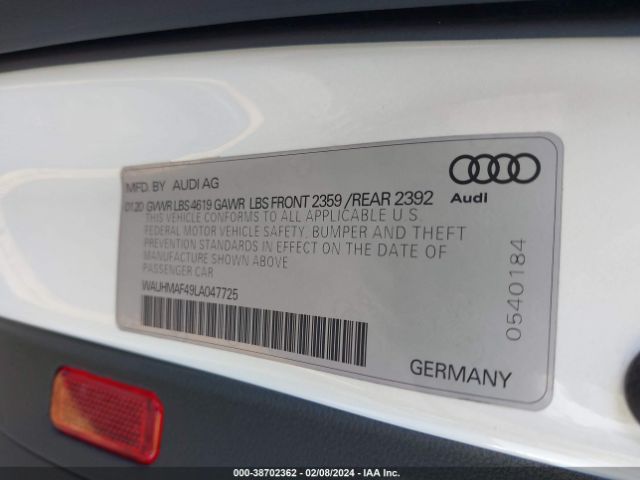 MFD. BY AUDI AG
0120 GVWR LBS 4619 GAWR LBS FRONT 2359 / REAR 2392
THIS VEHICLE CONFORMS TO ALL APPLICABLE U S
FEDERAL MOTOR VEHICLE SAFETY, BUMPER AND THEFT
PREVENTION STANDARDS IN EFFECT ON THE DATE OF
MANUFACTURE SHOWN ABOVE
PASSENGER CAR
WAUHMAF49LA047725
Audi
0540184
GERMANY
000-38702362 - 02/08/2024 - IAA Inc.